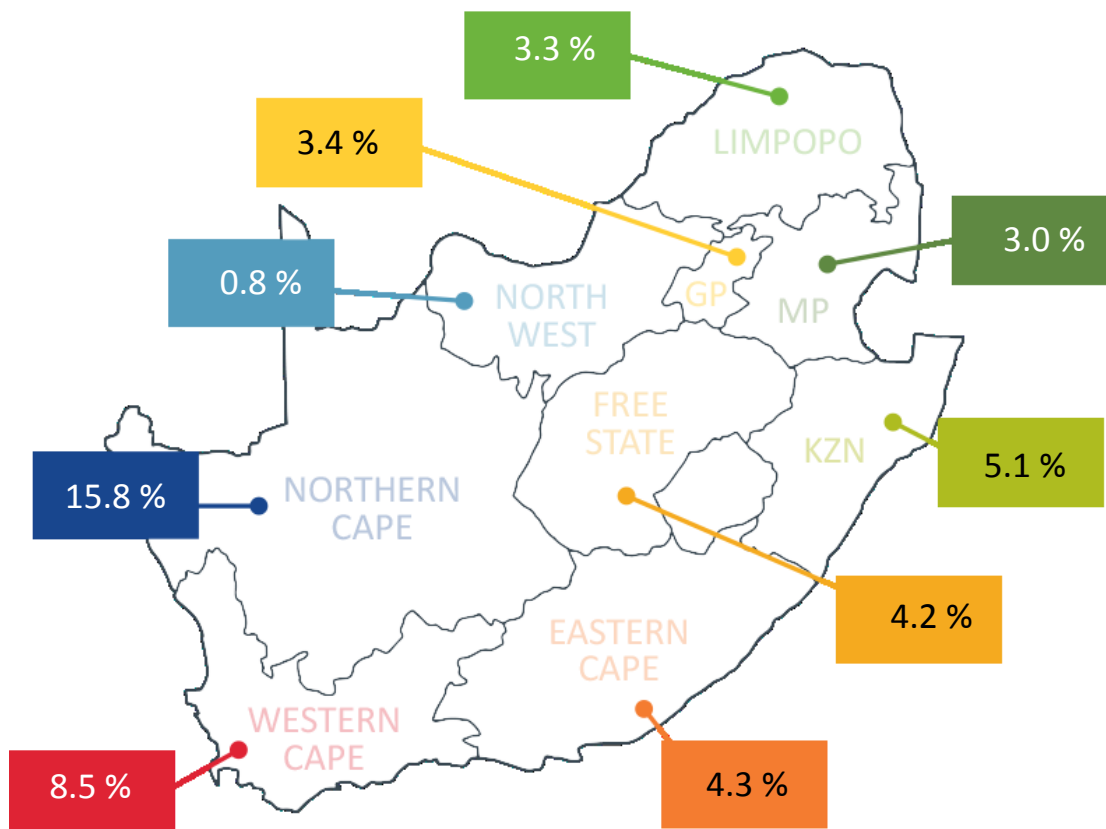 3.3 %
LIMPOPO
3.4 %
3.0 %
0.8 %
NORTH
WEST
GP
MP
FREE
STATE
KZN
5.1 %
15.8 %
NORTHERN
CAPE
4.2 %
EASTERN
CAPE
WESTERN
CAPE
8.5 %
4.3 %